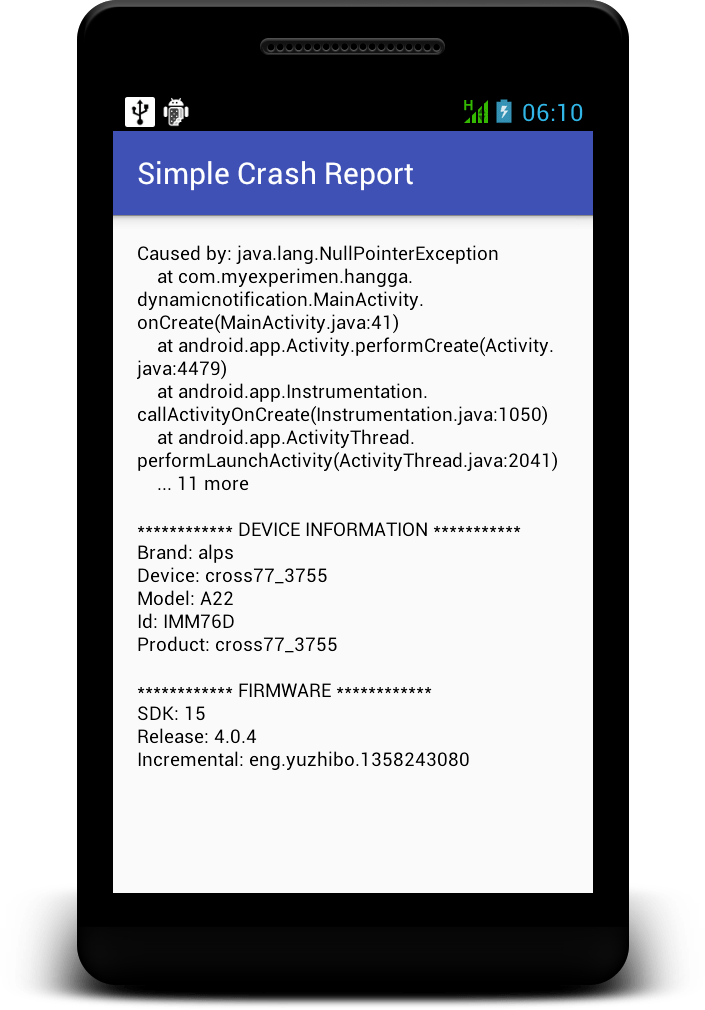 H
06:10
Simple Crash Report
Caused by: java.lang.NullPointerException
at com.myexperimen.hangga.
dynamicnotification.MainActivity.
onCreate(MainActivity.java:41)
at android.app.Activity.performCreate(Activity.
java:4479)
at android.app.Instrumentation.
callActivityOnCreate(Instrumentation.java:1050)
at android.app.ActivityThread.
performLaunchActivity(ActivityThread.java:2041)
... 11 more
************ DEVICE INFORMATION ***********
Brand: alps
Device: cross77_3755
Model: A22
Id: IMM76D
Product: cross77_3755
************ FIRMWARE ************
SDK: 15
Release: 4.0.4
Incremental: eng.yuzhibo.1358243080